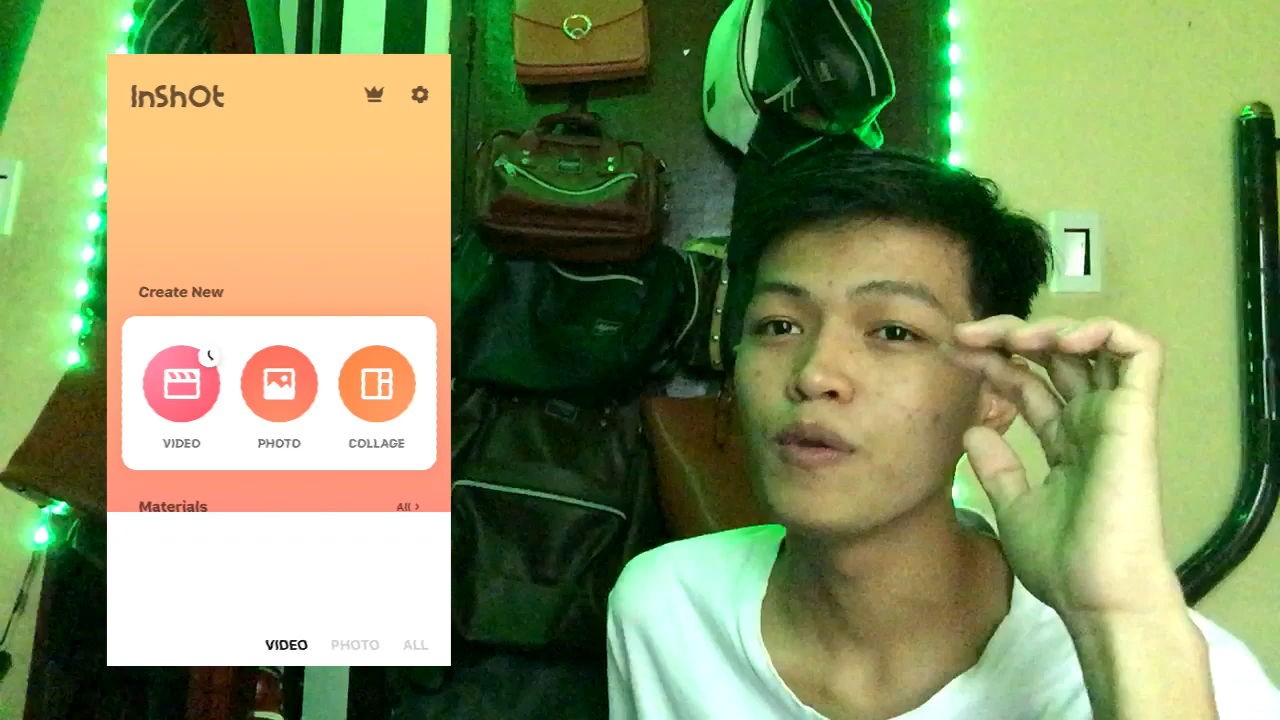 InShOt
Create New
VIDEO PHOTO COLLAGE
Materials All >
VIDEO PHOTO ALL